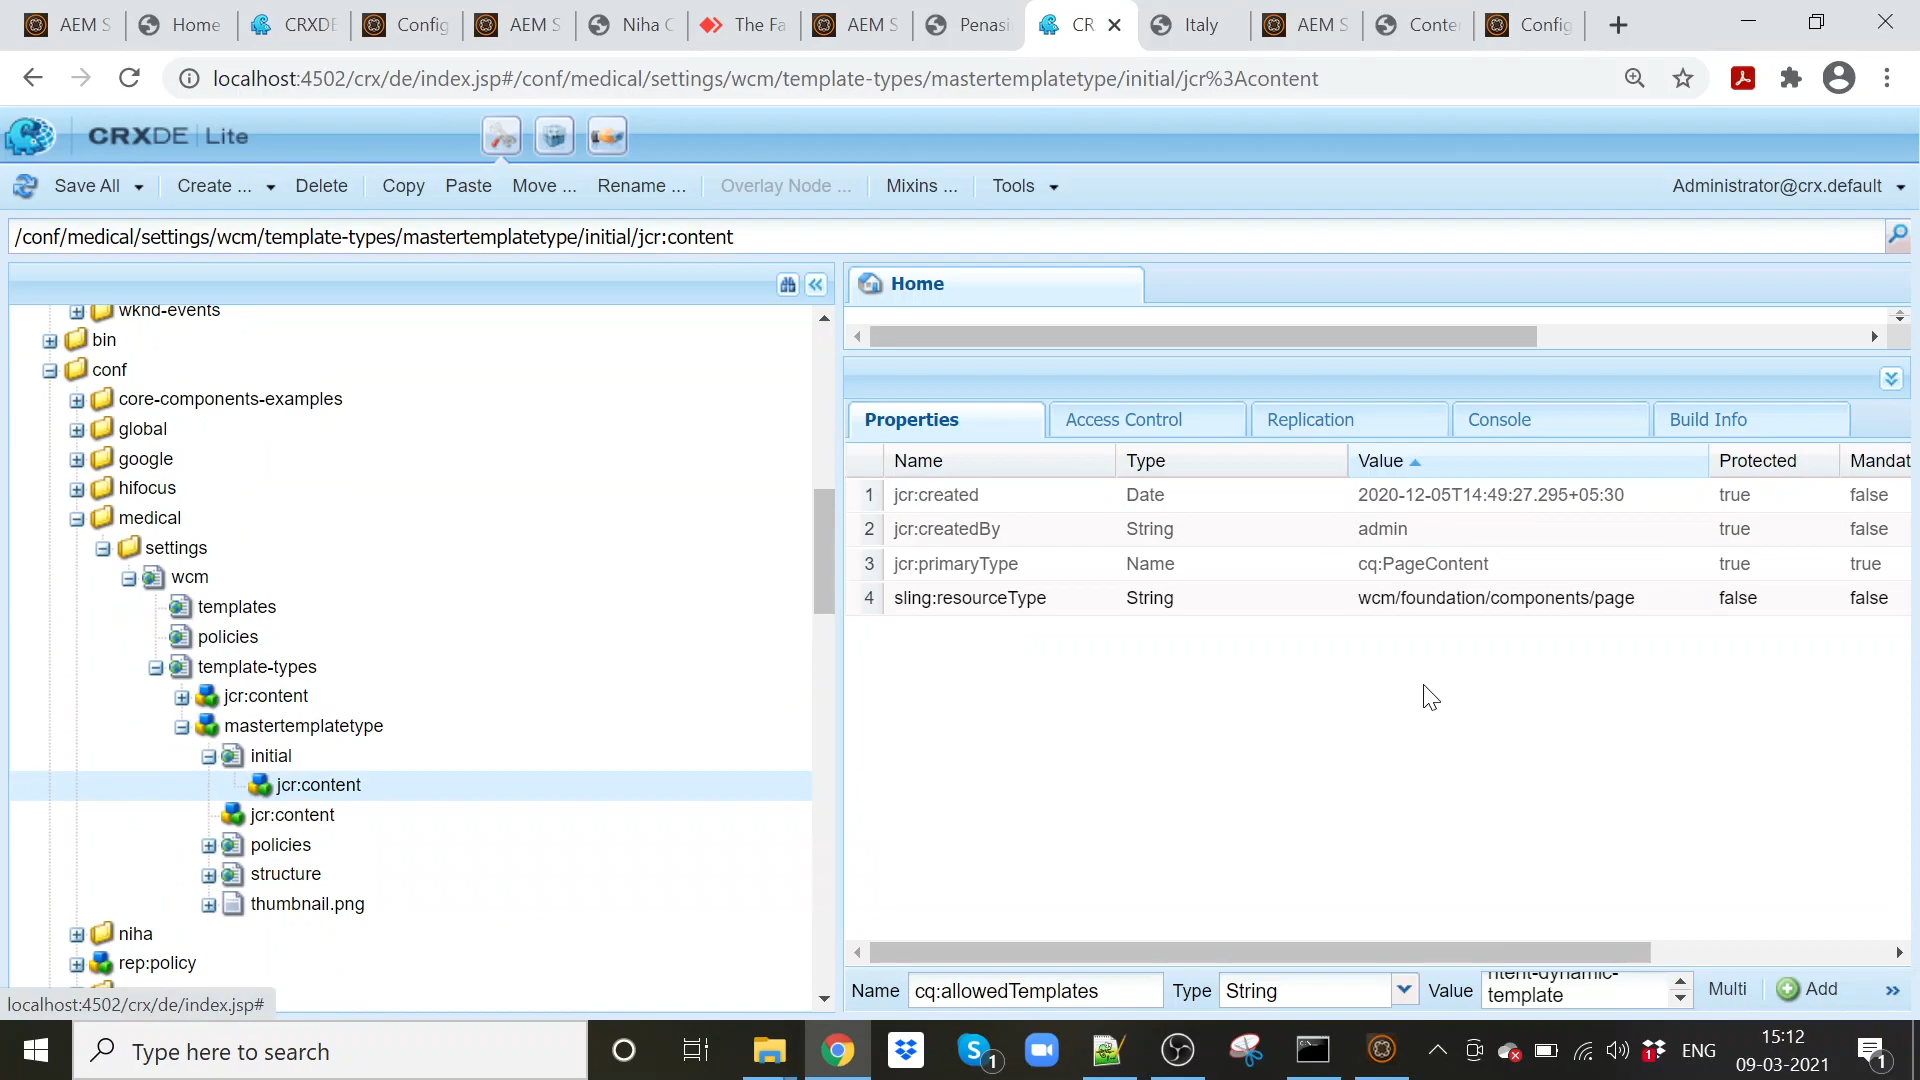 AEM S
Home
CRXDE
Config
AEM S
Niha C
The Fa
AEM S
Penasi
CR
Italy
AEM S
Conte
Config
localhost:4502/crx/de/index.jsp#/conf/medical/settings/wcm/template-types/mastertemplatetype/initial/jcr%3Acontent
CRXDE | Lite
Save All
Create ...
Delete
Copy
Paste
Move ...
Rename ...
Overlay Node ...
Mixins ...
Tools
Administrator@crx.default
/conf/medical/settings/wcm/template-types/mastertemplatetype/initial/jcr:content
wknd-events
bin
conf
core-components-examples
global
google
hifocus
medical
settings
wcm
templates
policies
template-types
jcr:content
mastertemplatetype
initial
jcr:content
jcr:content
policies
structure
thumbnail.png
niha
rep:policy
localhost:4502/crx/de/index.jsp#
Home
Properties
Access Control
Replication
Console
Build Info
Name Type Value Protected Mandat
1 jcr:created Date 2020-12-05T14:49:27.295+05:30 true false
2 jcr:createdBy String admin true false
3 jcr:primaryType Name cq:PageContent true true
4 sling:resourceType String wcm/foundation/components/page false false
Name cq:allowedTemplates Type String Value ntent-dynamic-
template
Multi
Add
Type here to search
1
1
ENG
15:12
09-03-2021
1